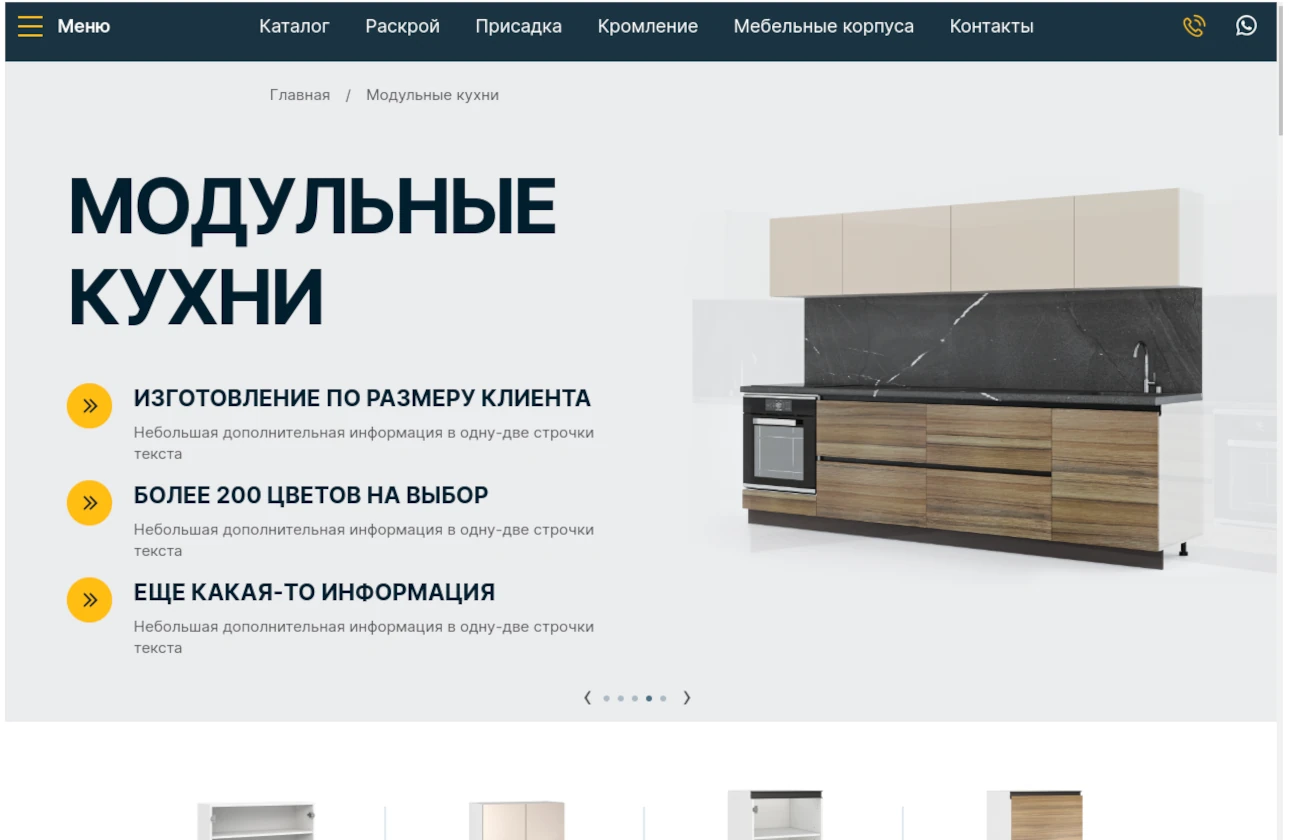 Меню
Каталог
Раскрой
Присадка
Кромление
Мебельные корпуса
Контакты
Главная / Модульные кухни
МОДУЛЬНЫЕ
КУХНИ
ИЗГОТОВЛЕНИЕ ПО РАЗМЕРУ КЛИЕНТА
Небольшая дополнительная информация в одну-две строчки
текста
БОЛЕЕ 200 ЦВЕТОВ НА ВЫБОР
Небольшая дополнительная информация в одну-две строчки
текста
ЕЩЕ КАКАЯ-ТО ИНФОРМАЦИЯ
Небольшая дополнительная информация в одну-две строчки
текста